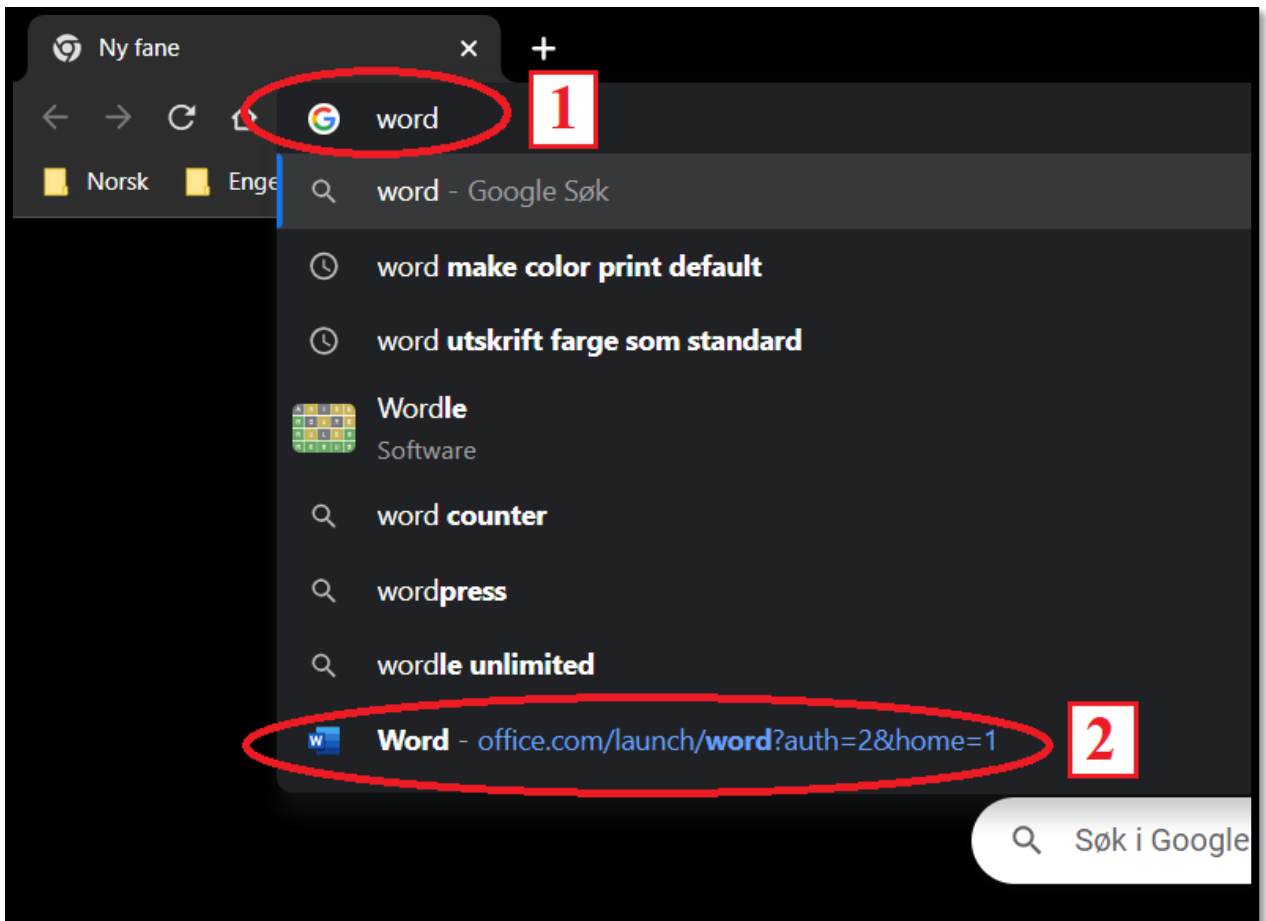 Ny fane
word
1
Norsk Enge
word - Google Søk
word make color print default
word utskrift farge som standard
Wordle
Software
word counter
wordpress
wordle unlimited
Word - office.com/launch/word?auth=2&home=1
2
Søk i Google